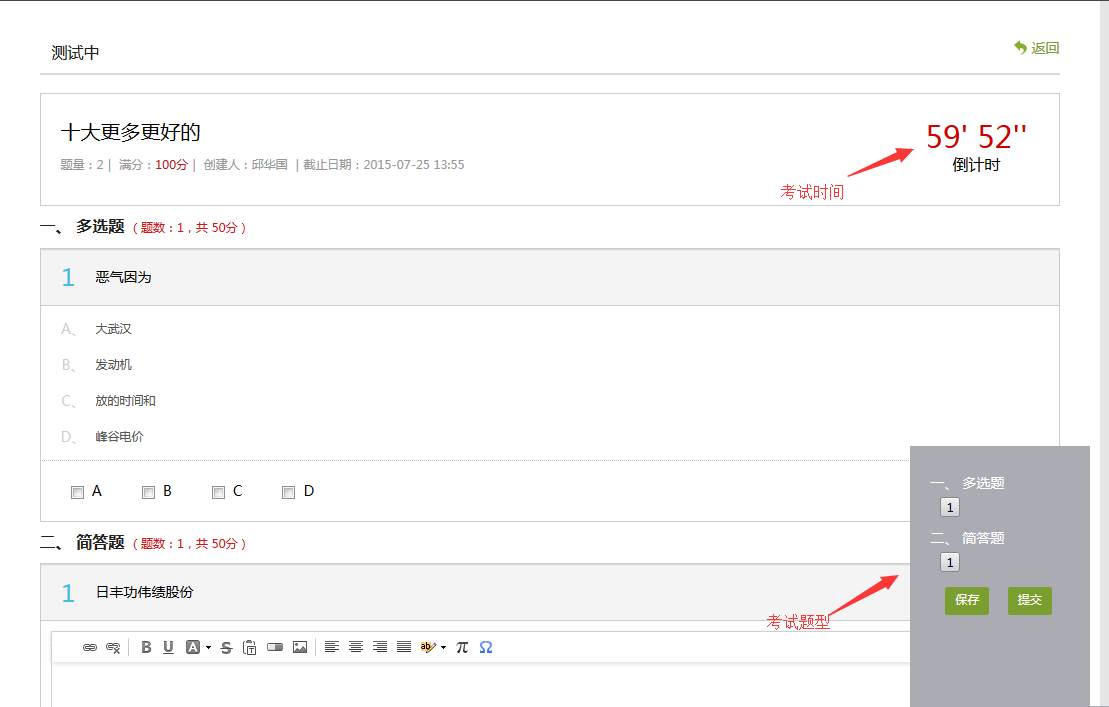 测试中
返回
十大更多更好的
59' 52''
题量：2 | 满分：100分 | 创建人：邱华国 | 截止日期：2015-07-25 13:55
倒计时
考试时间
一、 多选题 （ 题数：1，共 50分 ）
1 恶气因为
A、 大武汉
B、 发动机
C、 放的时间和
D、 峰谷电价
A B C D
二、 简答题 （ 题数：1，共 50分 ）
1 日丰功伟绩股份
B U A S T ab π Ω
一、 多选题
1
二、 简答题
1
保存 提交
考试题型